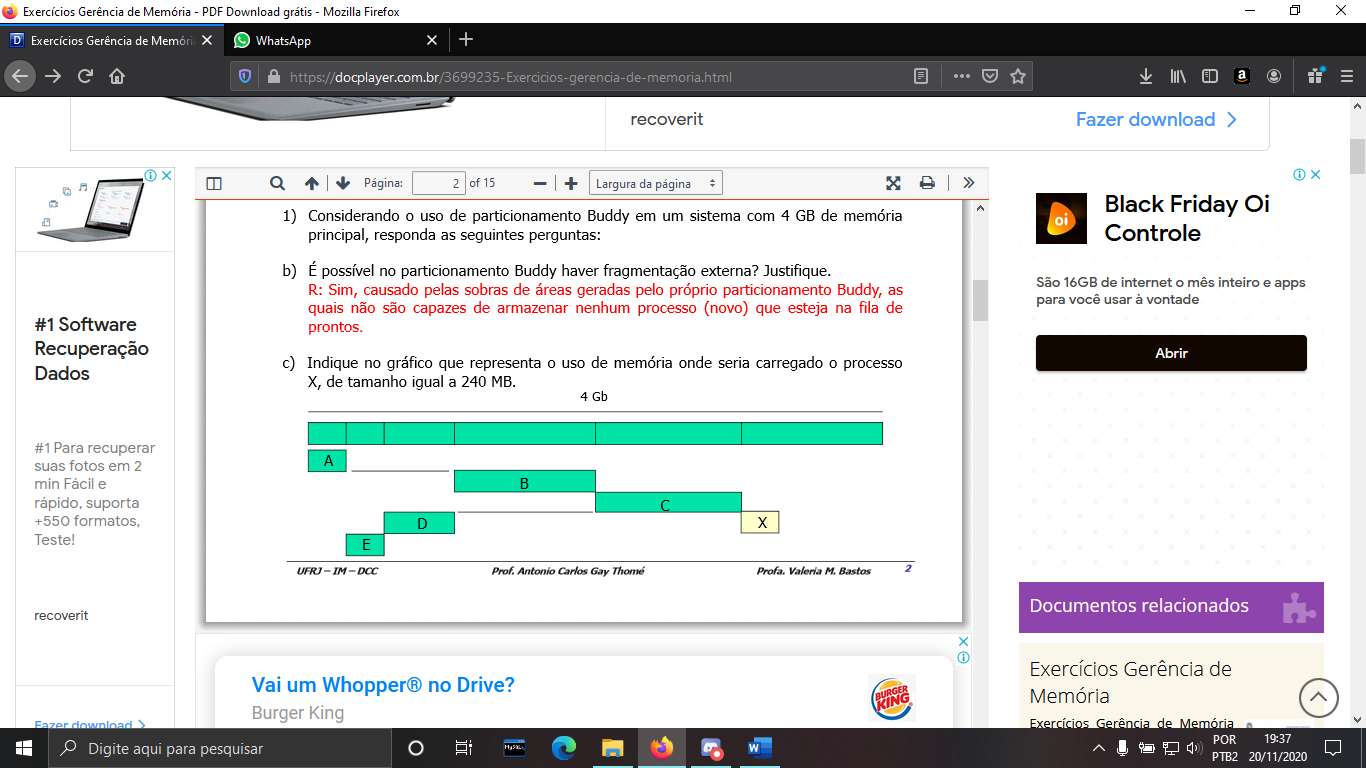 Exercícios Gerência de Memória - PDF Download grátis - Mozilla Firefox
Exercícios Gerência de Memóri
WhatsApp
https://docplayer.com.br/3699235-Exercicios-gerencia-de-memoria.html
recoverit
Fazer download
Página: 2 of 15
Largura da página
1) Considerando o uso de particionamento Buddy em um sistema com 4 GB de memória
principal, responda as seguintes perguntas:
b) É possível no particionamento Buddy haver fragmentação externa? Justifique.
R: Sim, causado pelas sobras de áreas geradas pelo próprio particionamento Buddy, as
quais não são capazes de armazenar nenhum processo (novo) que esteja na fila de
prontos.
c) Indique no gráfico que representa o uso de memória onde seria carregado o processo
X, de tamanho igual a 240 MB.
4 Gb
A
B
C
D
X
E
UFRJ – IM – DCC Prof. Antonio Carlos Gay Thomé Profa. Valeria M. Bastos 2
#1 Software
Recuperação
Dados
#1 Para recuperar
suas fotos em 2
min Fácil e
rápido, suporta
+550 formatos,
Teste!
recoverit
Fazer download
Vai um Whopper® no Drive?
Burger King
BURGER
KING
oi
Black Friday Oi
Controle
São 16GB de internet o mês inteiro e apps
para você usar à vontade
Abrir
Documentos relacionados
Exercícios Gerência de
Memória
Exercícios Gerência de Memória
Digite aqui para pesquisar
MySQL
POR
PTB2
19:37
20/11/2020